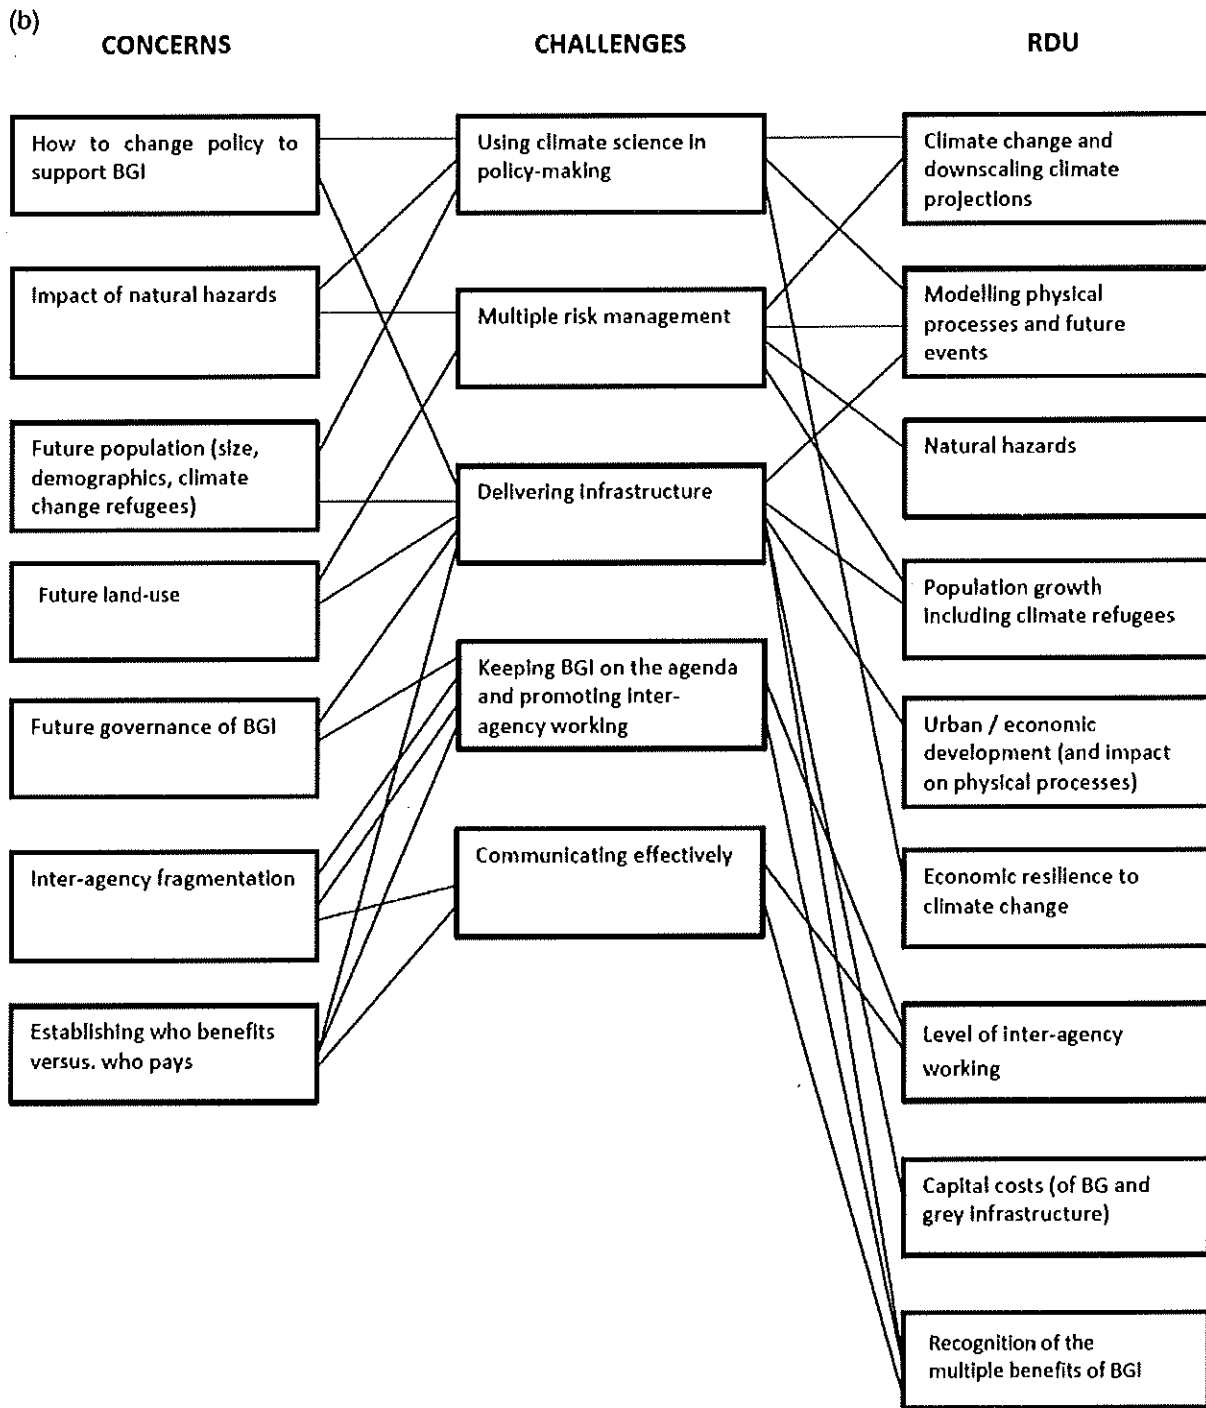 (b)
CONCERNS
CHALLENGES
RDU
How to change policy to
support BGI
Impact of natural hazards
Future population (size,
demographics, climate
change refugees)
Future land-use
Future governance of BGI
Inter-agency fragmentation
Establishing who benefits
versus. who pays
Using climate science in
policy-making
Multiple risk management
Delivering infrastructure
Keeping BGI on the agenda
and promoting inter-
agency working
Communicating effectively
Climate change and
downscaling climate
projections
Modelling physical
processes and future
events
Natural hazards
Population growth
including climate refugees
Urban / economic
development (and impact
on physical processes)
Economic resilience to
climate change
Level of inter-agency
working
Capital costs (of BG and
grey infrastructure)
Recognition of the
multiple benefits of BGI